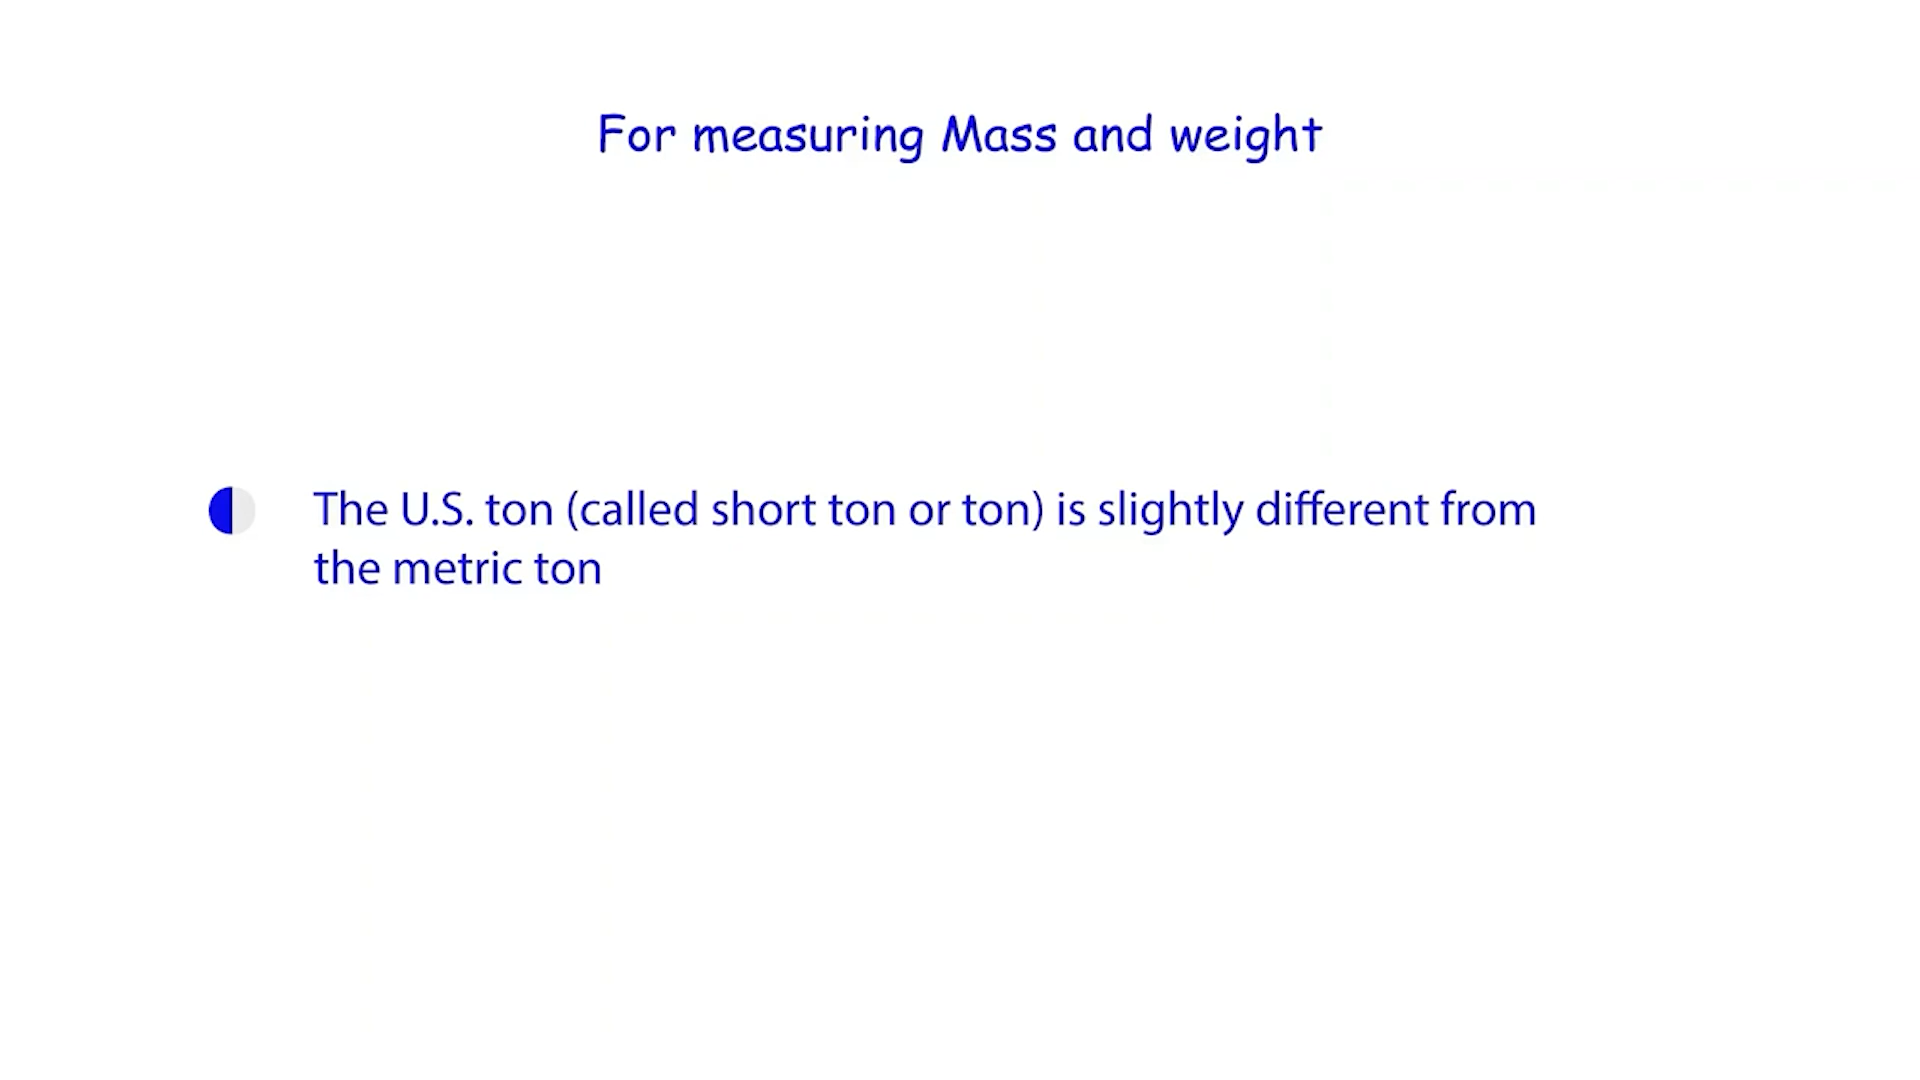 For measuring Mass and weight
The U.S. ton (called short ton or ton) is slightly different from
the metric ton